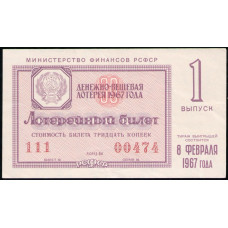 МИНИСТЕРСТВО ФИНАНСОВ РСФСР
ДЕНЕЖНО-ВЕЩЕВАЯ
ЛОТЕРЕЯ 1967 ГОДА
1
ВЫПУСК
Лотерейный билет
СТОИМОСТЬ БИЛЕТА ТРИДЦАТЬ КОПЕЕК
111 00474
ТИРАЖ ВЫИГРЫШЕЙ
СОСТОИТСЯ
8 ФЕВРАЛЯ
1967 ГОДА